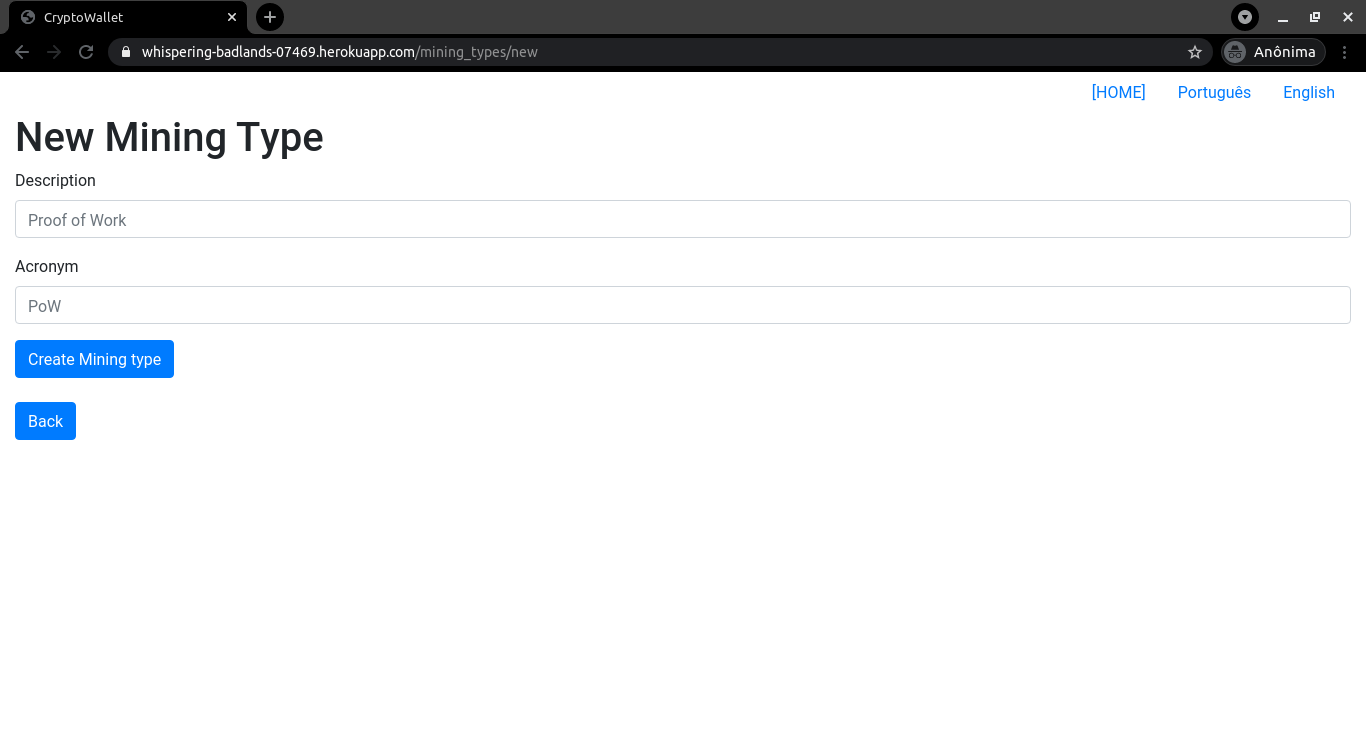 CryptoWallet
whispering-badlands-07469.herokuapp.com/mining_types/new
Anônima
[HOME] Português English
New Mining Type
Description
Proof of Work
Acronym
PoW
Create Mining type
Back